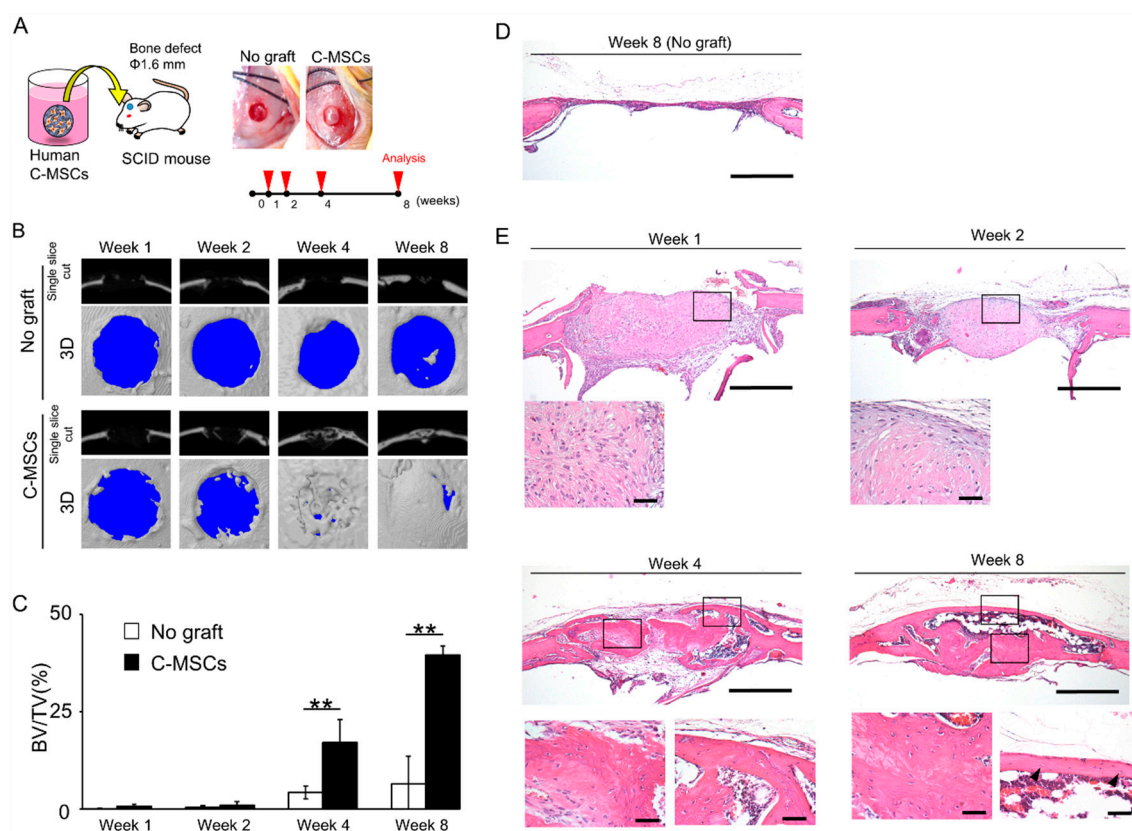 A
Bone defect
Φ1.6 mm
Human
C-MSCs
SCID mouse
No graft
C-MSCs
Analysis
0 1 2 4 8 (weeks)
B
Week 1 Week 2 Week 4 Week 8
No graft
Single slice
cut
3D
C-MSCs
Single slice
cut
3D
C
50
25
0
BV/TV(%)
No graft
C-MSCs
**
**
Week 1 Week 2 Week 4 Week 8
D
Week 8 (No graft)
E
Week 1
Week 2
Week 4
Week 8